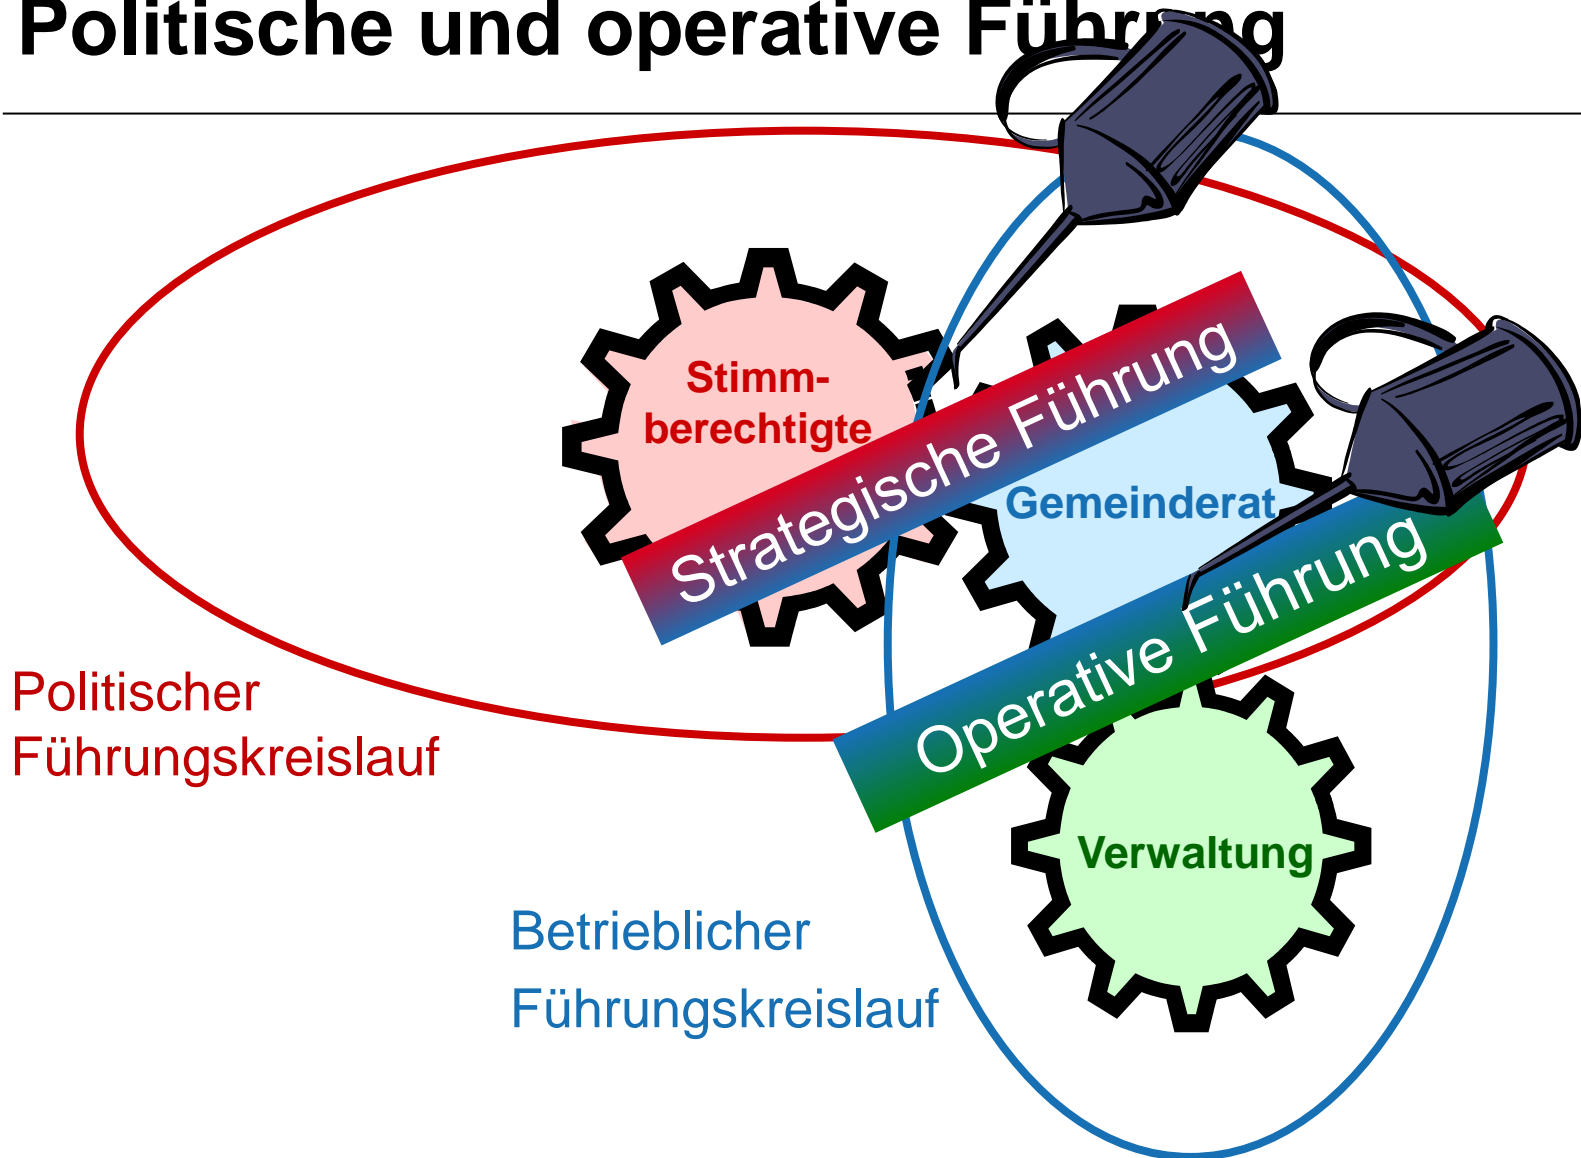 Politische und operative Führung
Stimm-
berechtigte
Strategische Führung
Gemeinderat
Operative Führung
Politischer
Führungskreislauf
Verwaltung
Betrieblicher
Führungskreislauf